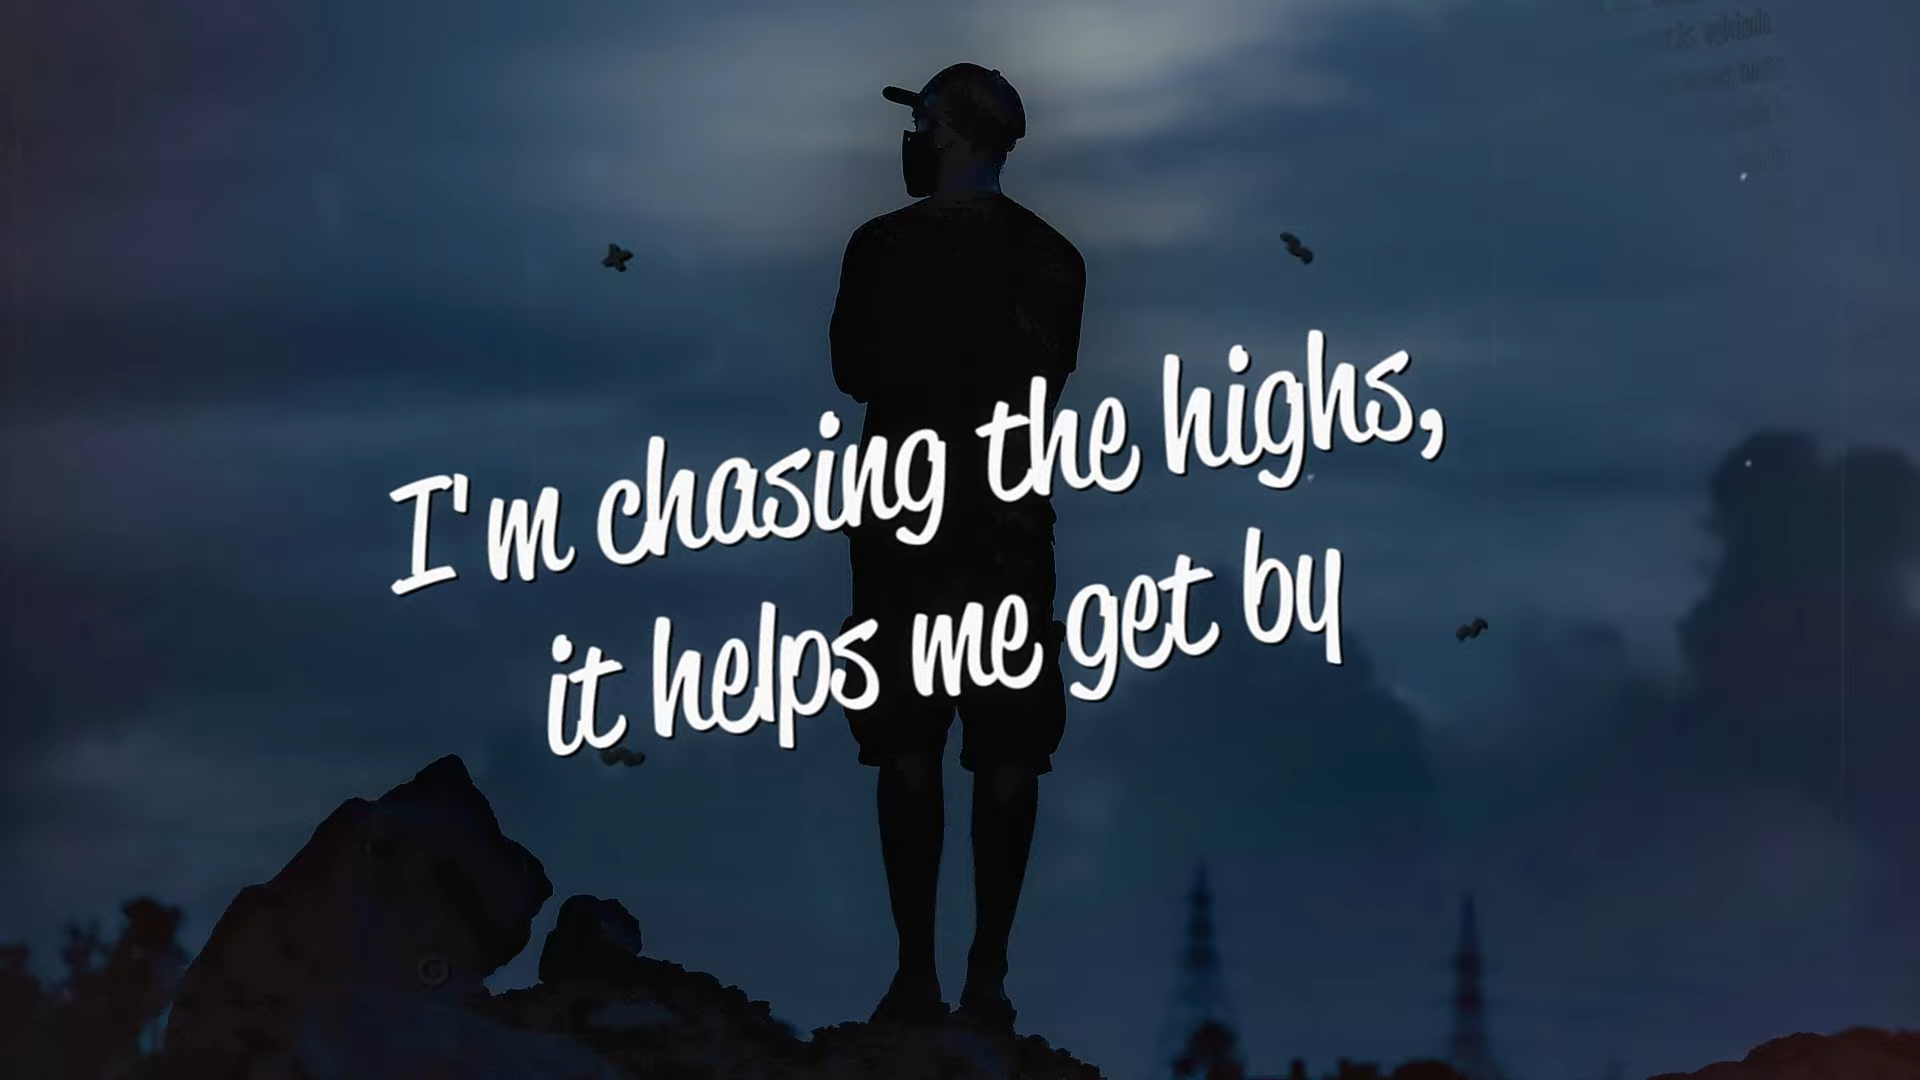 I'm chasing the highs,
it helps me get by